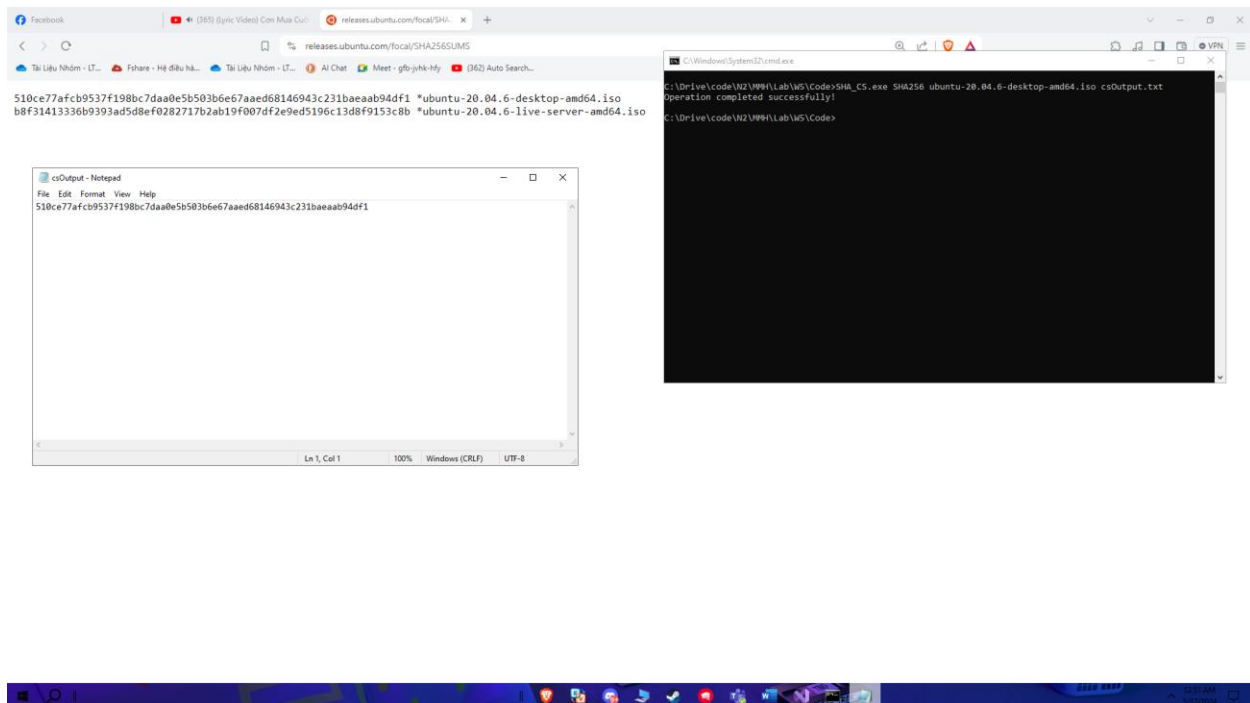 Facebook
(365) (Lyric Video) Cơn Mưa Cuối
releases.ubuntu.com/focal/SHA
releases.ubuntu.com/focal/SHA256SUMS
VPN
Tài Liệu Nhóm - LT...
Fshare - Hệ điều hà...
Tài Liệu Nhóm - LT...
AI Chat
Meet - gfb-jvhk-hfy
(362) Auto Search...
510ce77afcb9537f198bc7daa0e5b503b6e67aaed68146943c231baeaab94df1 *ubuntu-20.04.6-desktop-amd64.iso
b8f31413336b9393ad5d8ef0282717b2ab19f007df2e9ed5196c13d8f9153c8b *ubuntu-20.04.6-live-server-amd64.iso
C:\Windows\System32\cmd.exe
C:\Drive\code\N2\MMH\Lab\W5\Code>SHA_CS.exe SHA256 ubuntu-20.04.6-desktop-amd64.iso csOutput.txt
Operation completed successfully!
C:\Drive\code\N2\MMH\Lab\W5\Code>
csOutput - Notepad
File Edit Format View Help
510ce77afcb9537f198bc7daa0e5b503b6e67aaed68146943c231baeaab94df1
Ln 1, Col 1
100%
Windows (CRLF)
UTF-8
12:31 AM